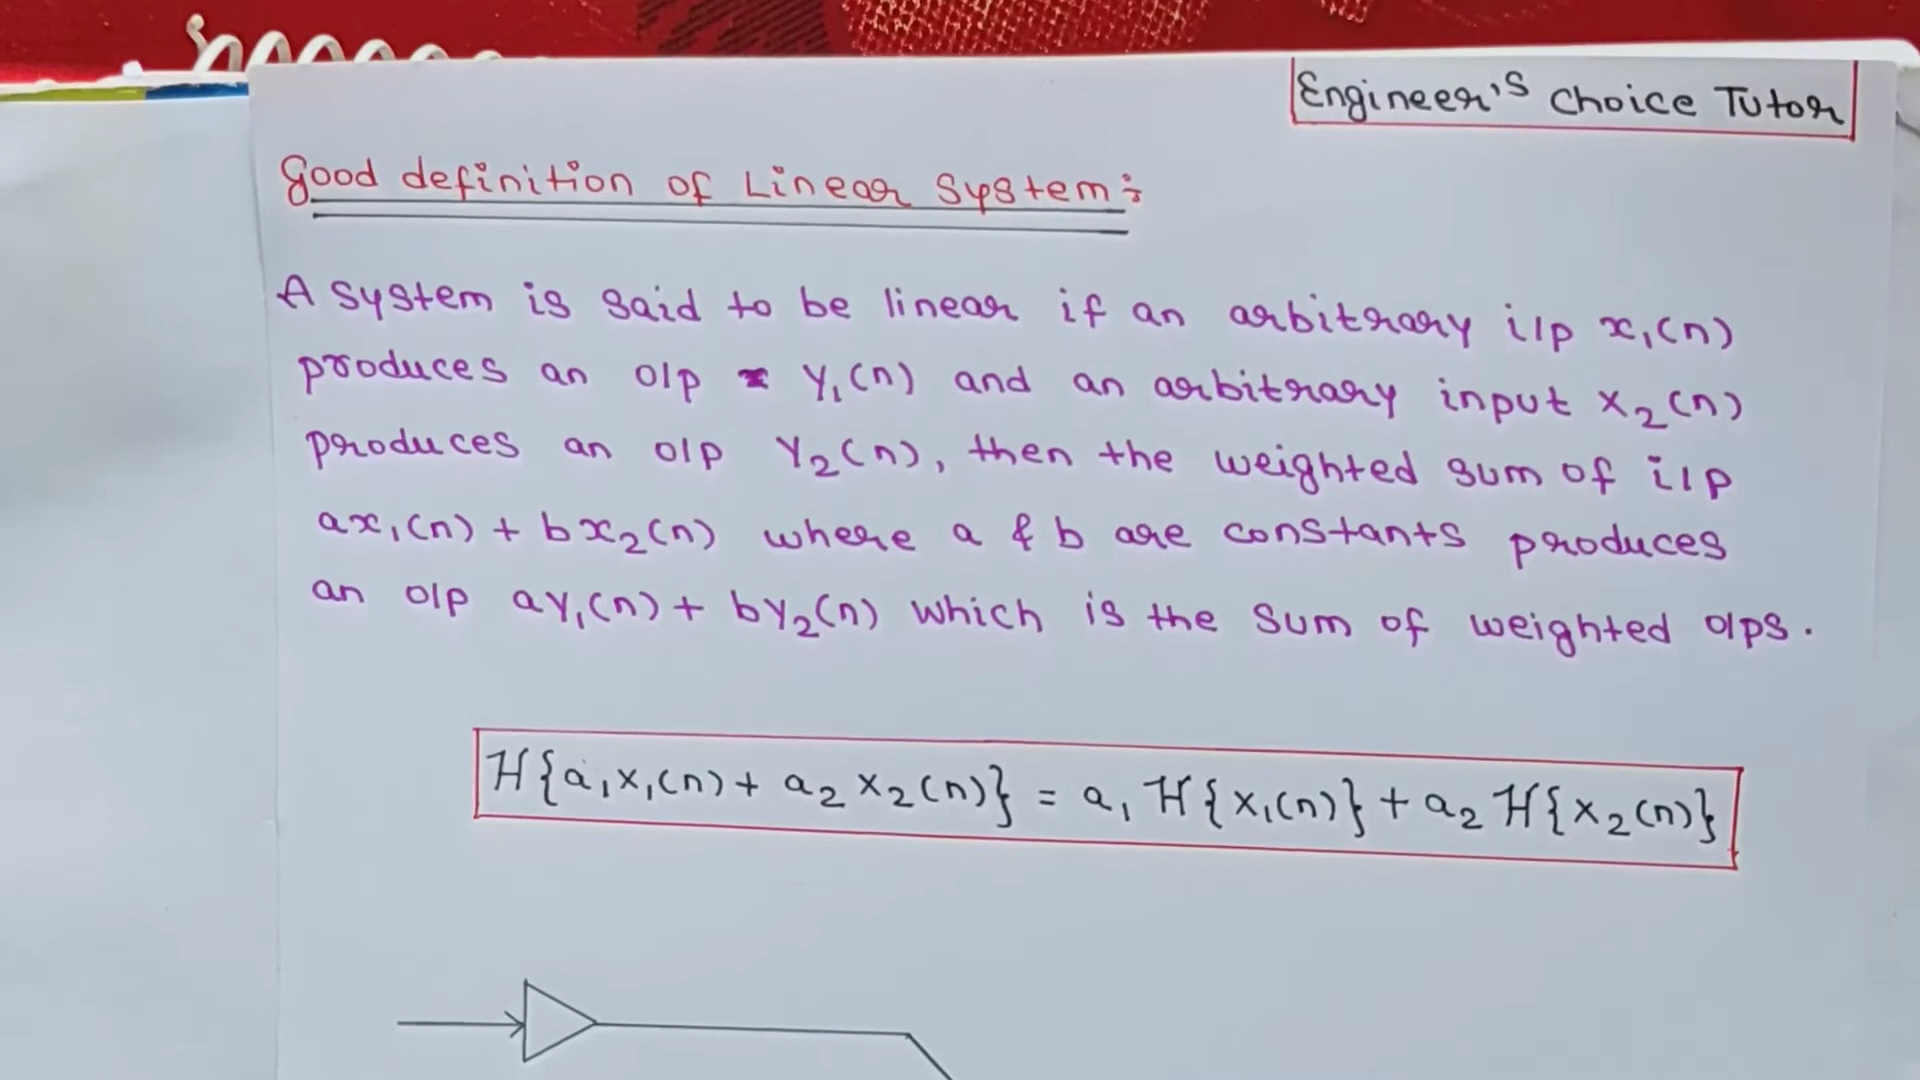 Engineer's Choice Tutor
Good definition of Linear System:
A system is said to be linear if an arbitrary i/p x₁(n)
produces an o/p y₁(n) and an arbitrary input x₂(n)
produces an o/p y₂(n), then the weighted sum of i/p
ax₁(n) + bx₂(n) where a & b are constants produces
an o/p ay₁(n) + by₂(n) which is the sum of weighted o/ps.
H{a₁x₁(n) + a₂x₂(n)} = a₁ H{x₁(n)} + a₂ H{x₂(n)}